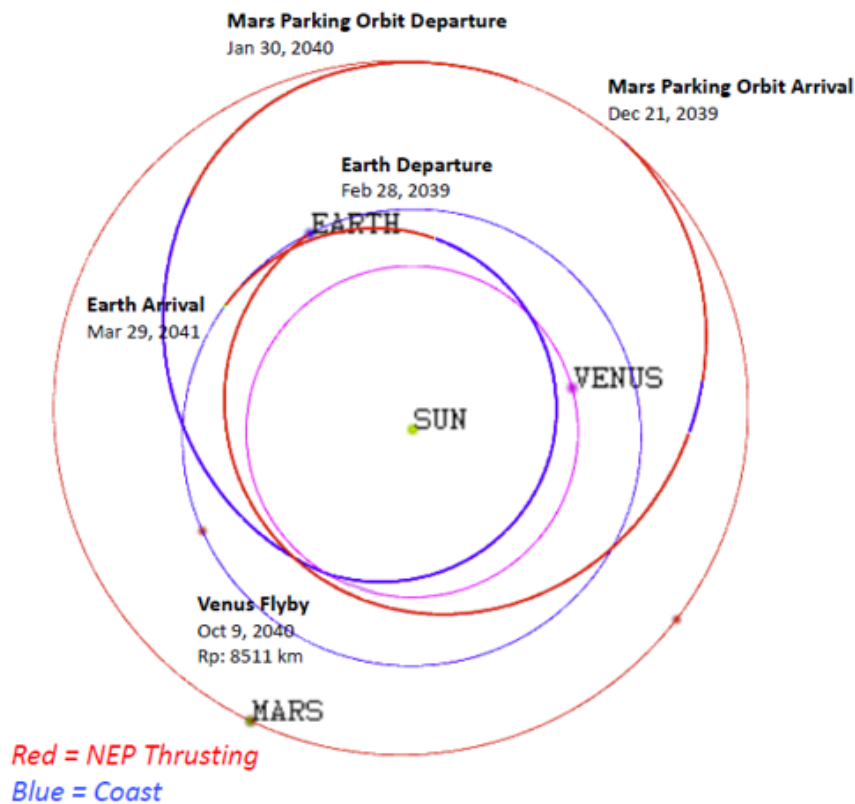 Mars Parking Orbit Departure
Jan 30, 2040
Mars Parking Orbit Arrival
Dec 21, 2039
Earth Departure
Feb 28, 2039
EARTH
Earth Arrival
Mar 29, 2041
VENUS
SUN
Venus Flyby
Oct 9, 2040
Rp: 8511 km
MARS
Red = NEP Thrusting
Blue = Coast